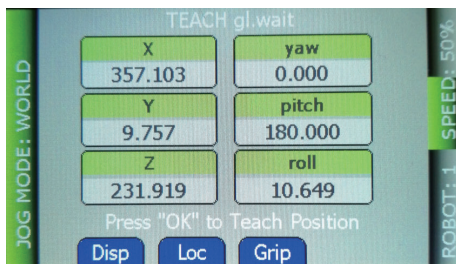 TEACH gl.wait
JOG MODE: WORLD
X
357.103
yaw
0.000
Y
9.757
pitch
180.000
Z
231.919
roll
10.649
SPEED: 50%
ROBOT: 1
Press "OK" to Teach Position
Disp
Loc
Grip